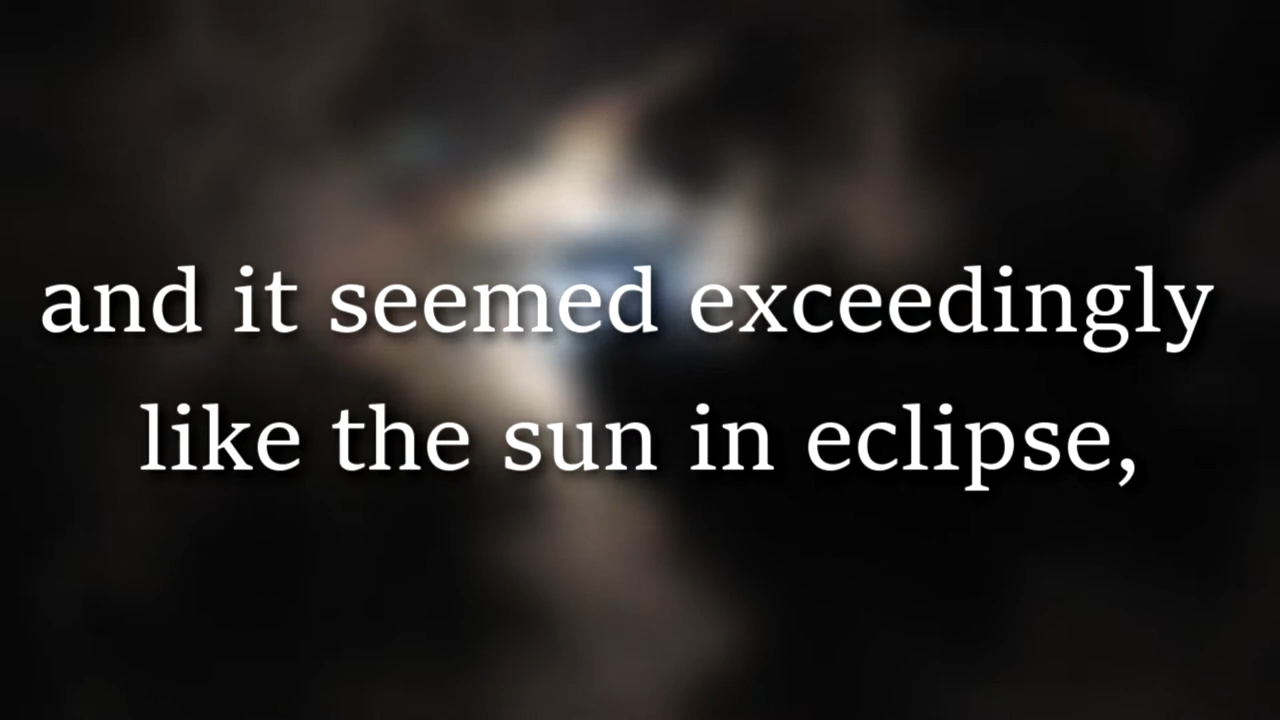 and it seemed exceedingly
like the sun in eclipse,